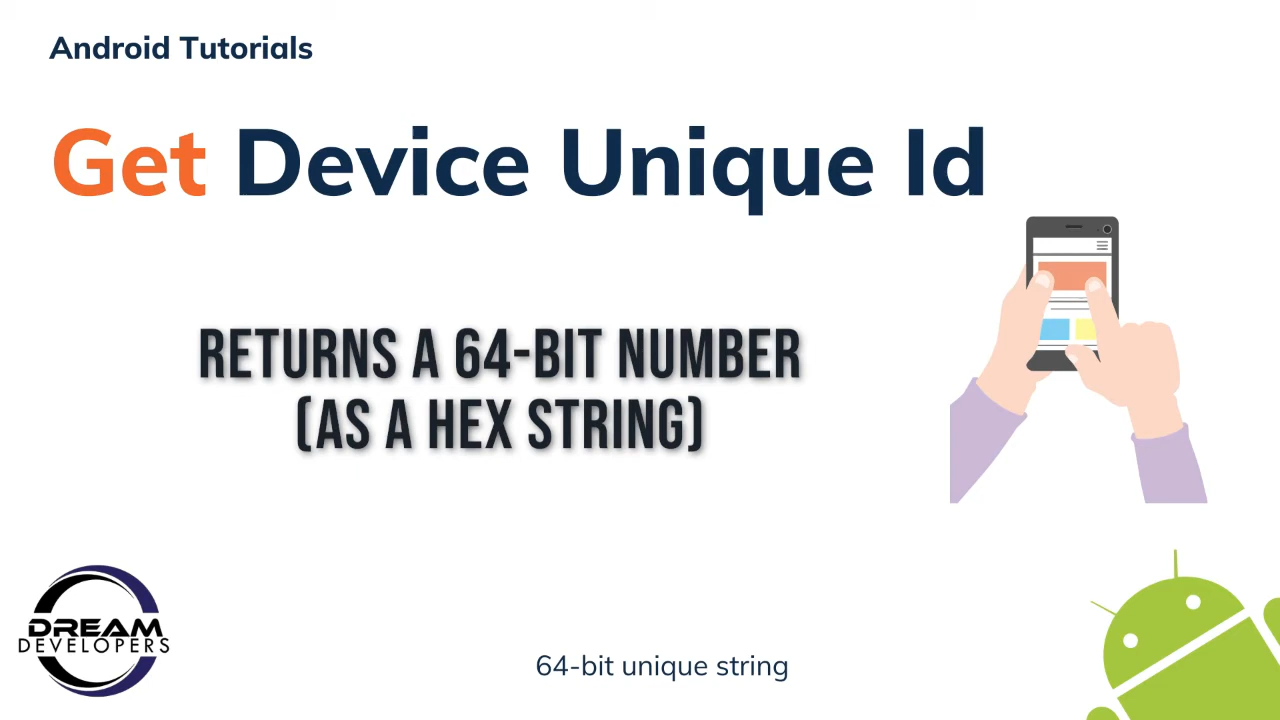 Android Tutorials
Get Device Unique Id
RETURNS A 64-BIT NUMBER
(AS A HEX STRING)
DREAM
DEVELOPERS
64-bit unique string